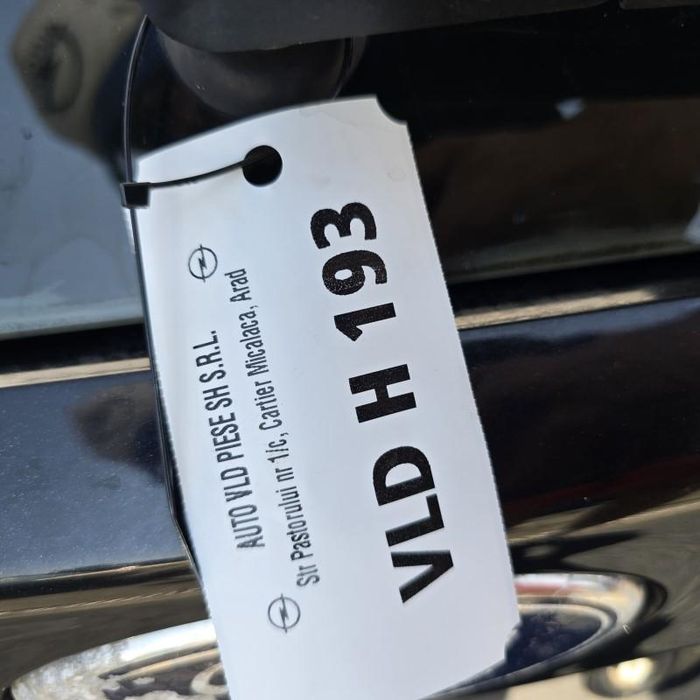 AUTO VLD PIESE SH S.R.L.
Str Pastorului nr 1/c, Cartier Micalaca, Arad
VLD H 193